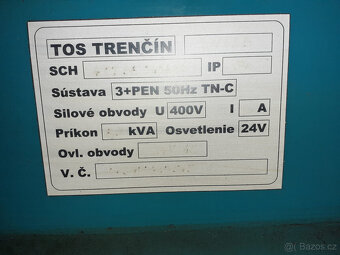 TOS TRENČÍN
SCH IP
Sústava 3+PEN 50Hz TN-C
Silové obvody U 400V I A
Príkon kVA Osvetlenie 24V
Ovl. obvody
V. Č.
Bazoš.cz